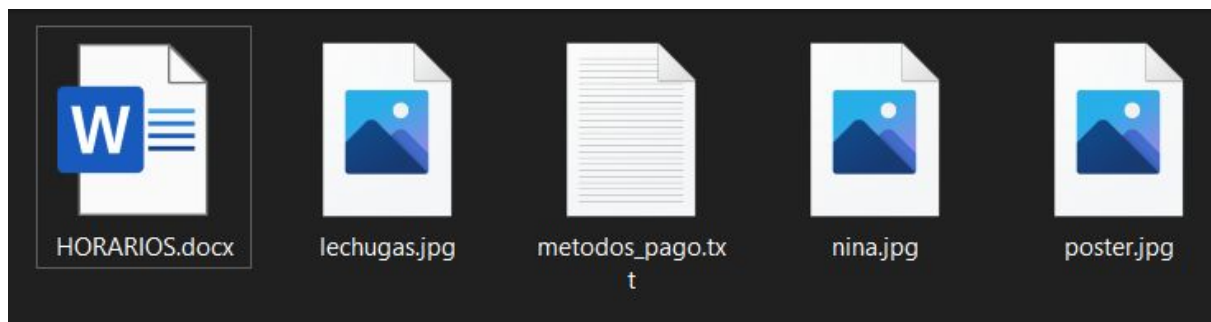 W
HORARIOS.docx
lechugas.jpg
metodos_pago.tx
t
nina.jpg
poster.jpg